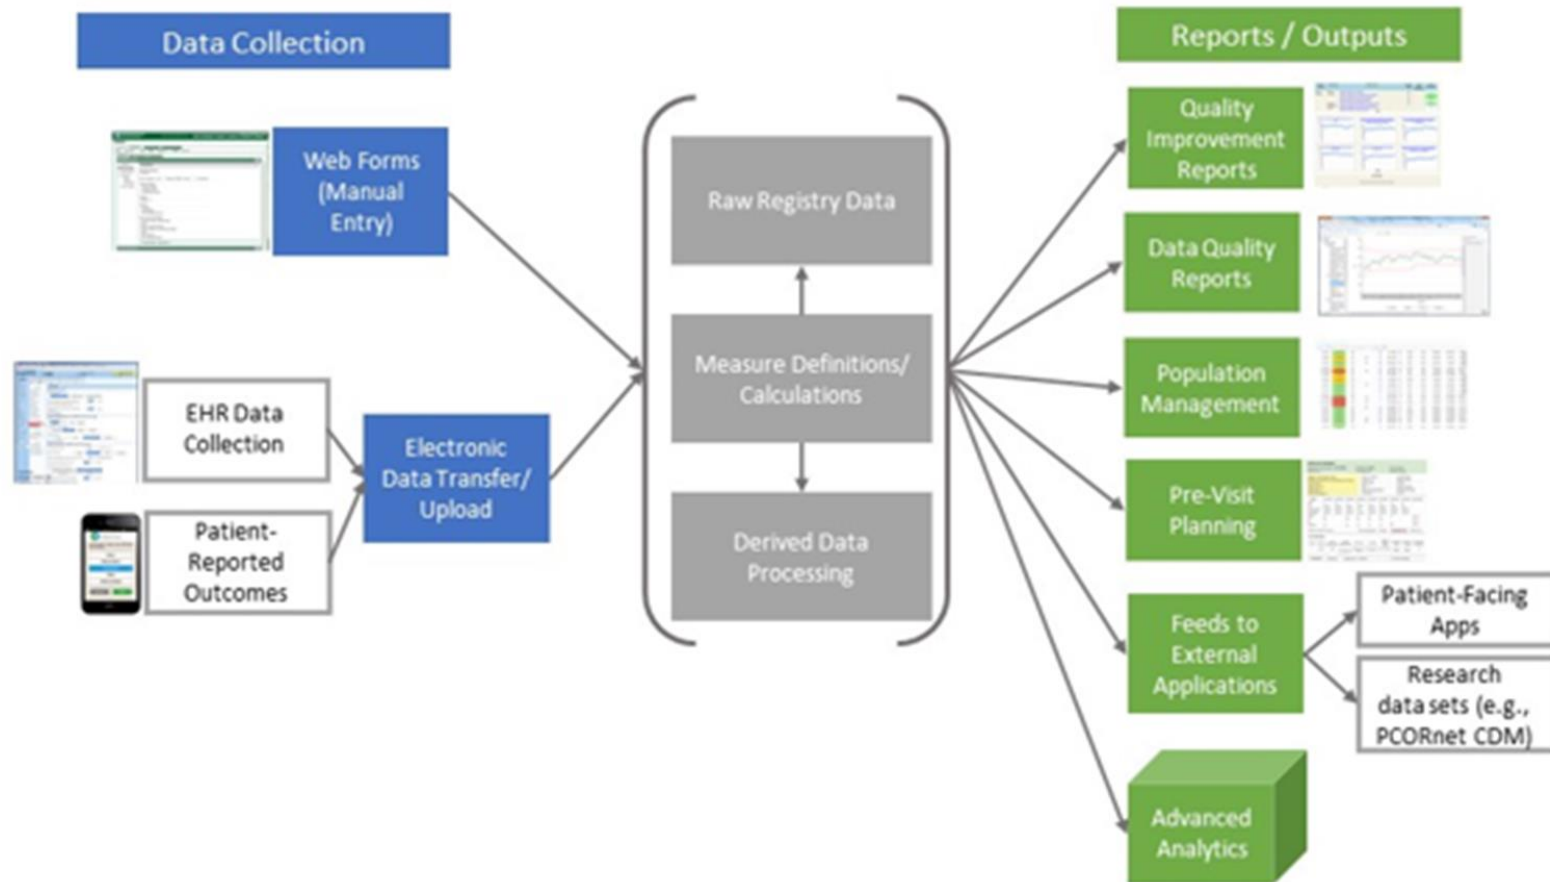 Data Collection
Web Forms
(Manual
Entry)
EHR Data
Collection
Patient-
Reported
Outcomes
Electronic
Data Transfer/
Upload
Raw Registry Data
Measure Definitions/
Calculations
Derived Data
Processing
Reports / Outputs
Quality
Improvement
Reports
Data Quality
Reports
Population
Management
Pre-Visit
Planning
Feeds to
External
Applications
Patient-Facing
Apps
Research
data sets (e.g.,
PCORnet CDM)
Advanced
Analytics